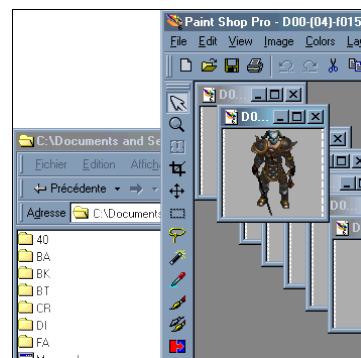 Paint Shop Pro - D00-(04)-f015
File Edit View Image Colors La
D0...
D0...
D0
D
C:\Documents and Se
Fichier Edition Affich
Précédente
Adresse C:\Documents
40
BA
BK
BT
CR
DI
FA